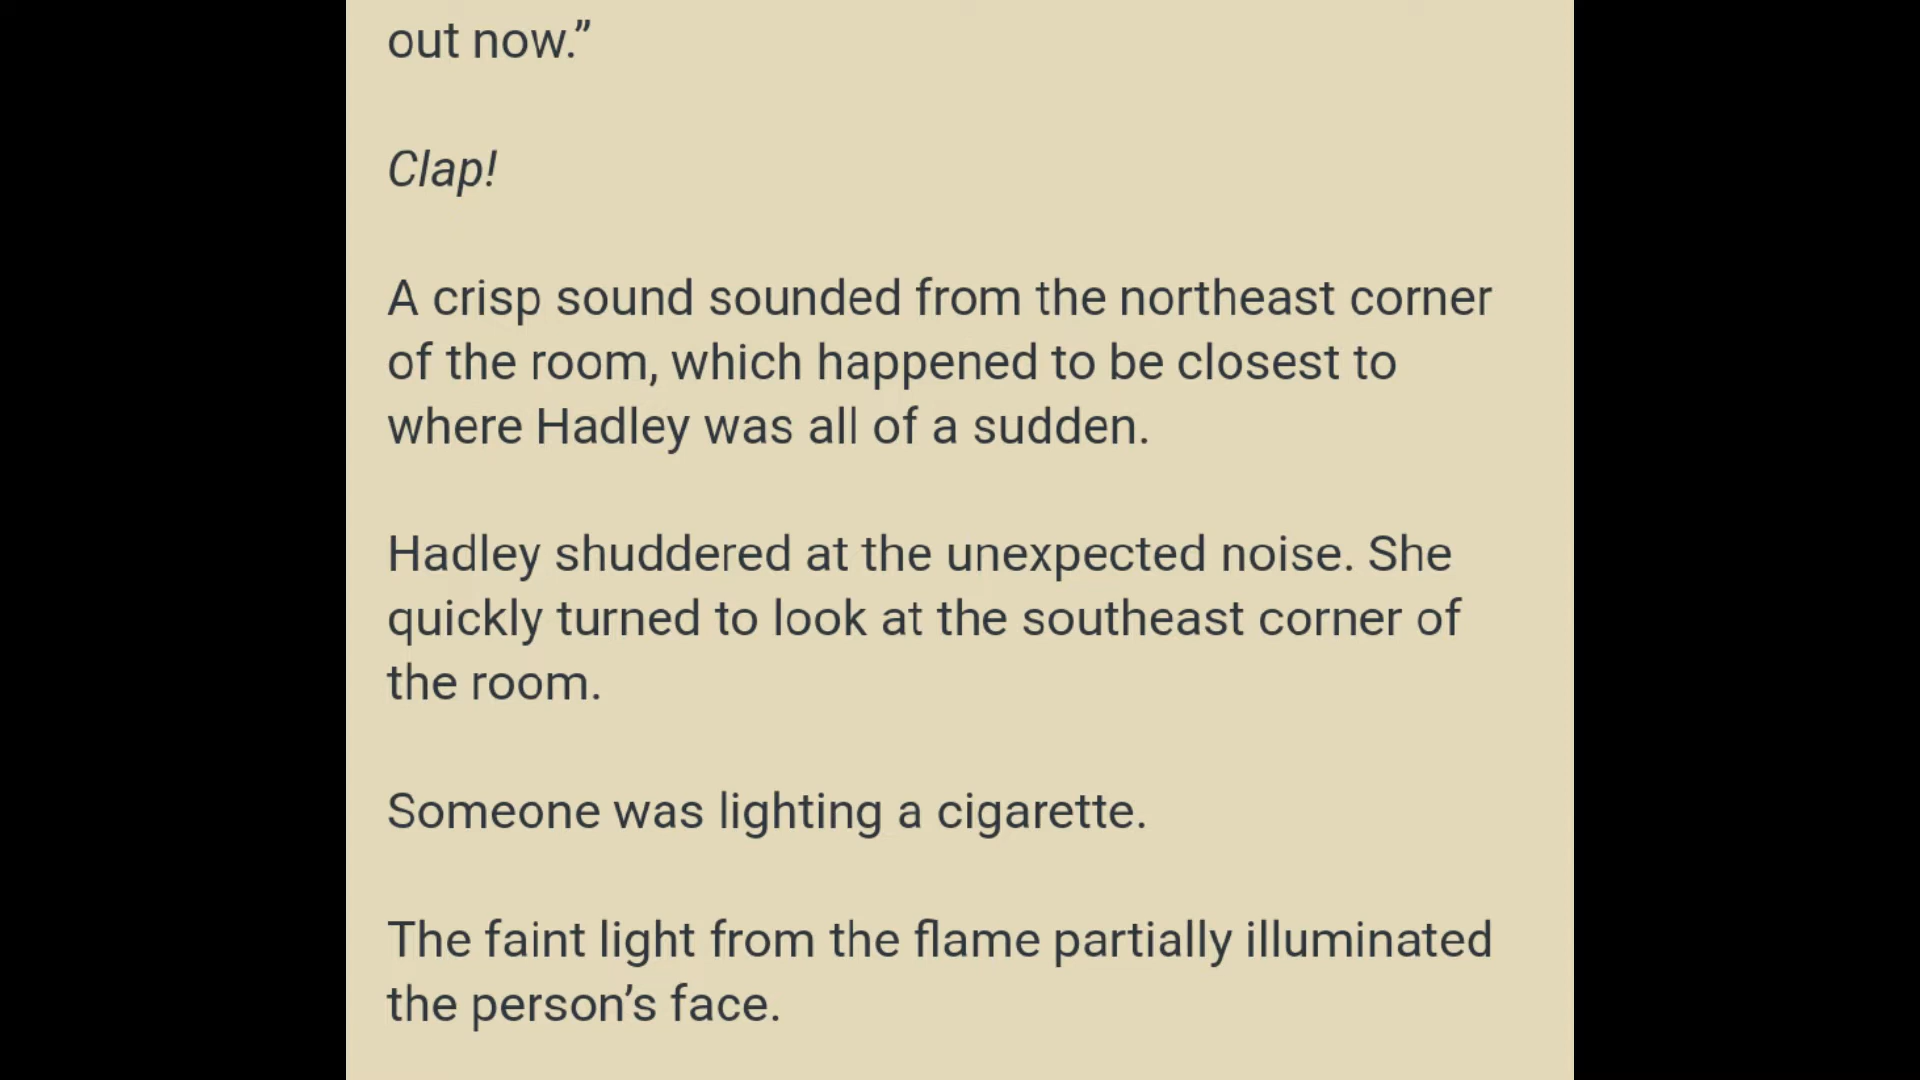 out now.”
Clap!
A crisp sound sounded from the northeast corner
of the room, which happened to be closest to
where Hadley was all of a sudden.
Hadley shuddered at the unexpected noise. She
quickly turned to look at the southeast corner of
the room.
Someone was lighting a cigarette.
The faint light from the flame partially illuminated
the person’s face.